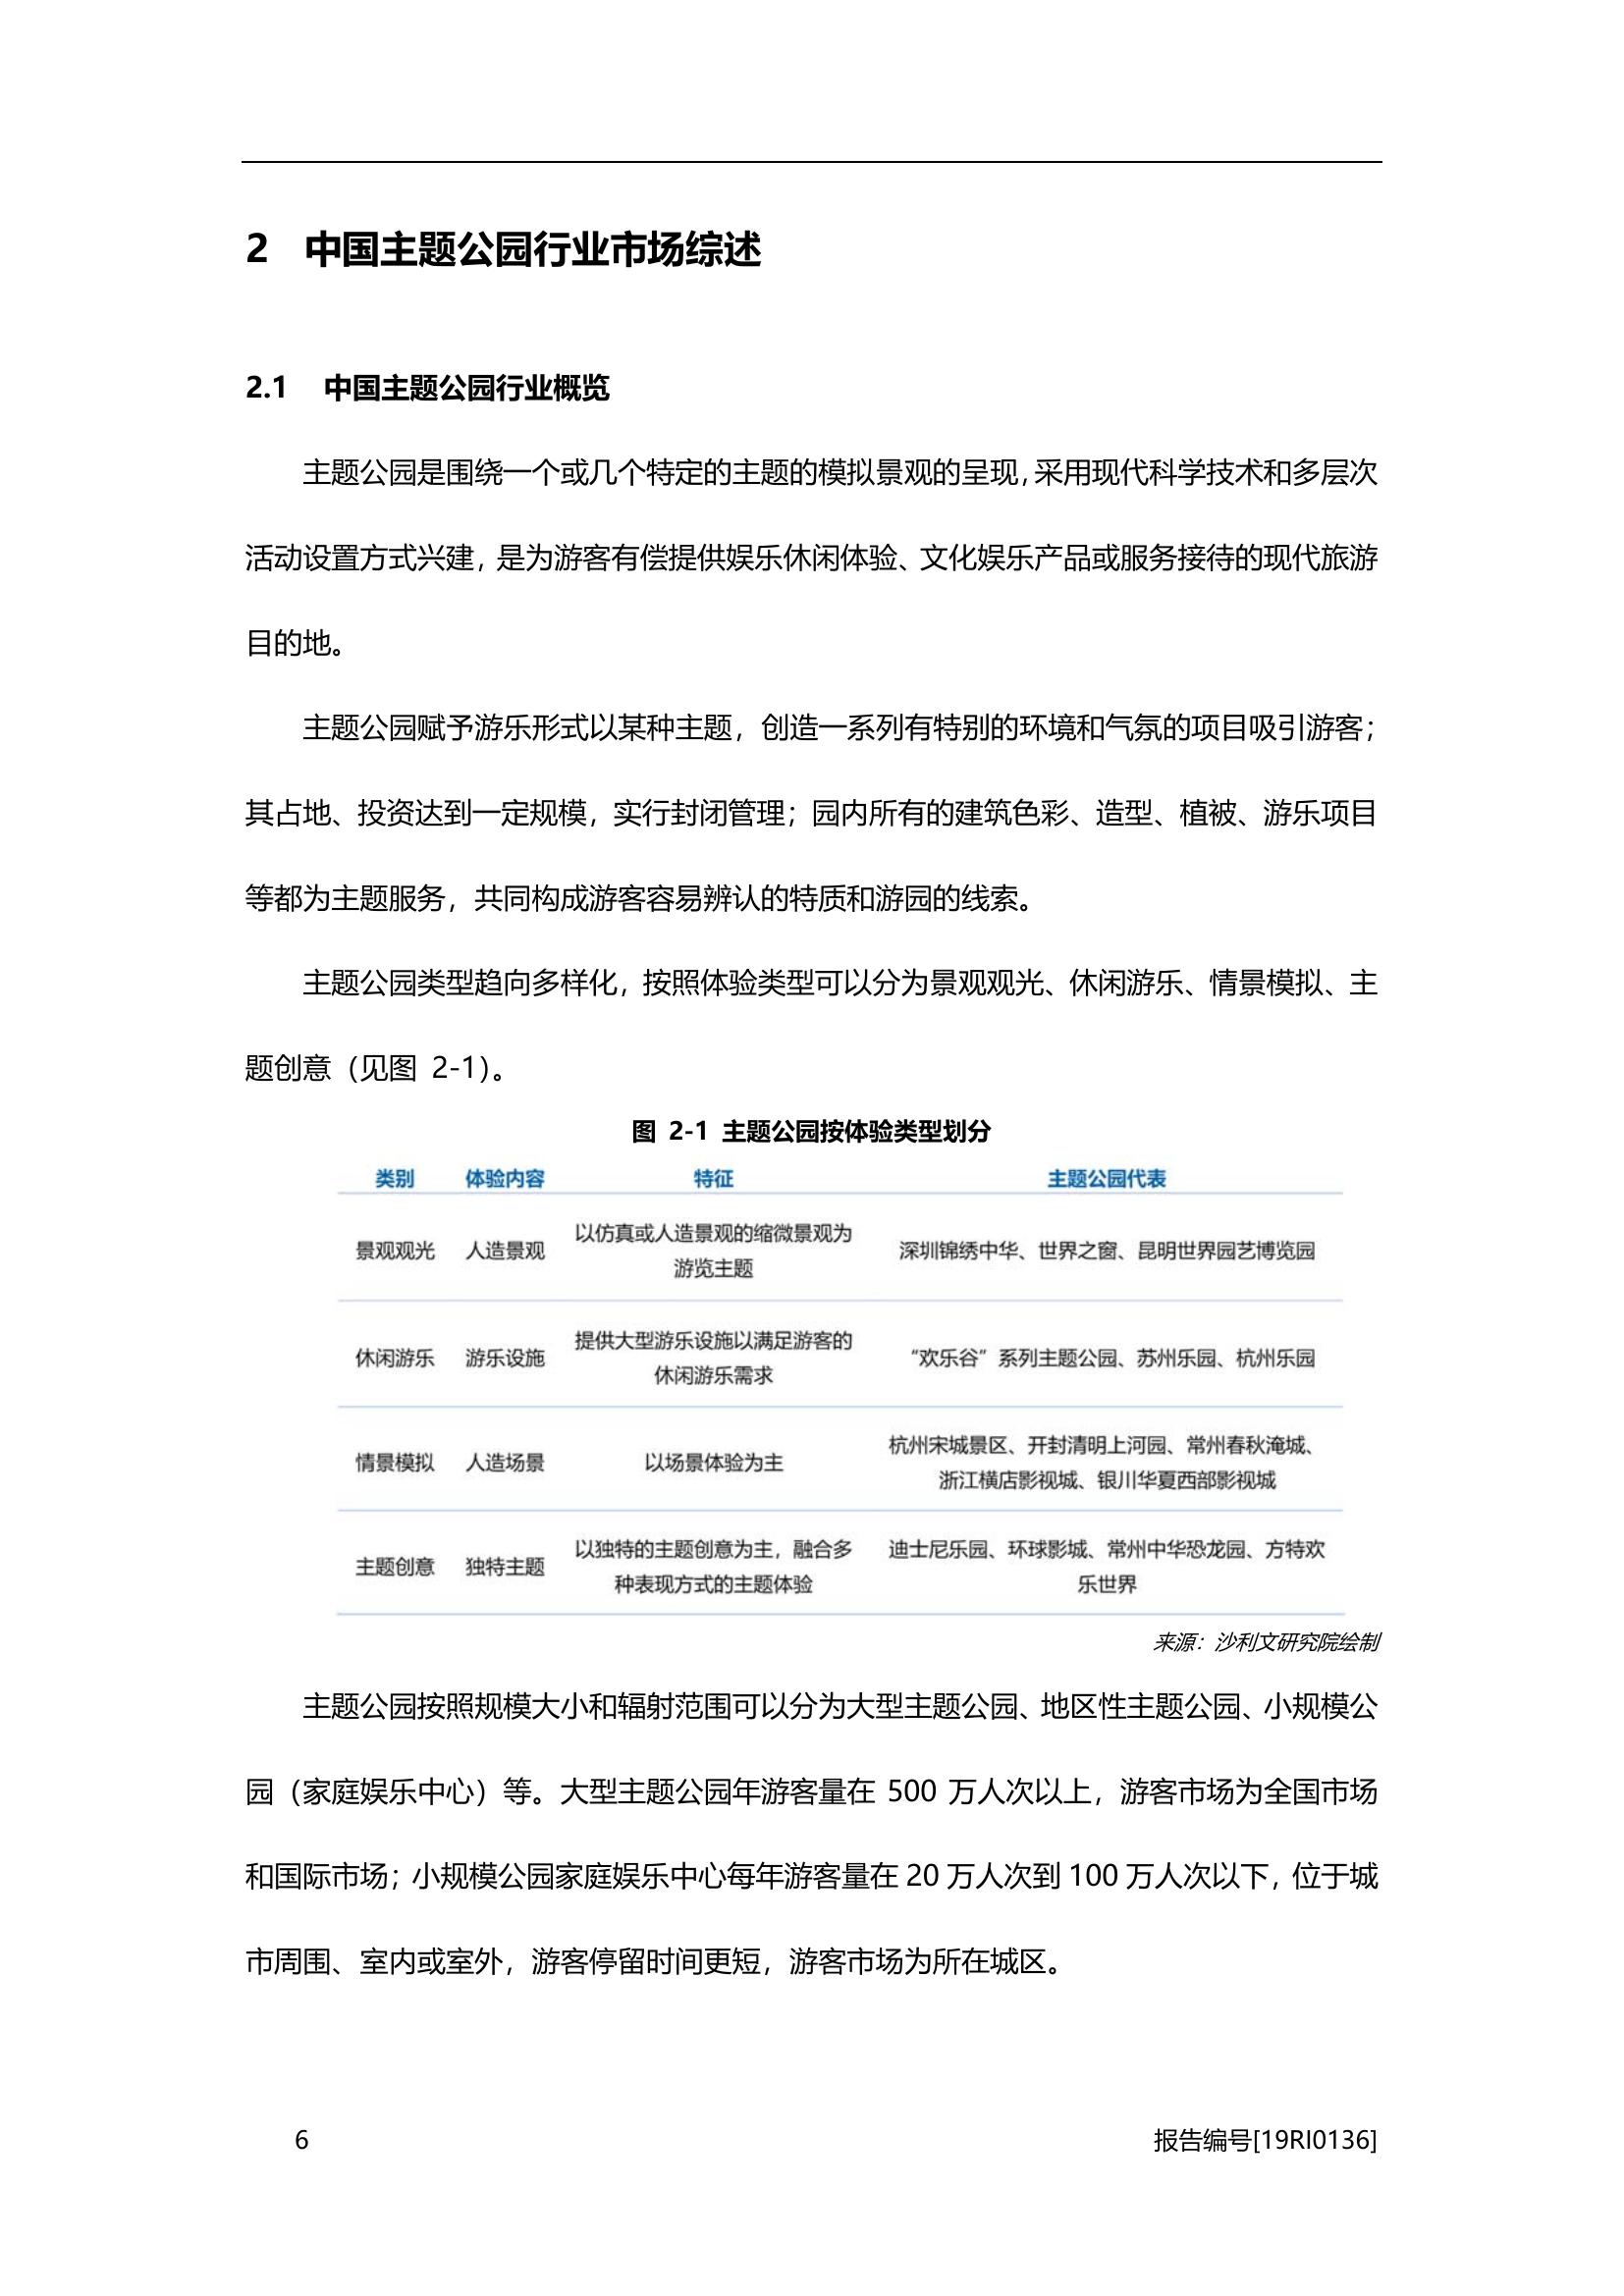 2 中国主题公园行业市场综述
2.1 中国主题公园行业概览
主题公园是围绕一个或几个特定的主题的模拟景观的呈现，采用现代科学技术和多层次
活动设置方式兴建，是为游客有偿提供娱乐休闲体验、文化娱乐产品或服务接待的现代旅游
目的地。
主题公园赋予游乐形式以某种主题，创造一系列有特别的环境和气氛的项目吸引游客；
其占地、投资达到一定规模，实行封闭管理；园内所有的建筑色彩、造型、植被、游乐项目
等都为主题服务，共同构成游客容易辨认的特质和游园的线索。
主题公园类型趋向多样化，按照体验类型可以分为景观观光、休闲游乐、情景模拟、主
题创意（见图 2-1）。
图 2-1 主题公园按体验类型划分
类别 体验内容 特征 主题公园代表
以仿真或人造景观的缩微景观为
景观观光 人造景观 深圳锦绣中华、世界之窗、昆明世界园艺博览园
游览主题
提供大型游乐设施以满足游客的
休闲游乐 游乐设施 “欢乐谷”系列主题公园、苏州乐园、杭州乐园
休闲游乐需求
杭州宋城景区、开封清明上河园、常州春秋淹城、
情景模拟 人造场景 以场景体验为主
浙江横店影视城、银川华夏西部影视城
以独特的主题创意为主，融合多 迪士尼乐园、环球影城、常州中华恐龙园、方特欢
主题创意 独特主题
种表现方式的主题体验 乐世界
来源：沙利文研究院绘制
主题公园按照规模大小和辐射范围可以分为大型主题公园、地区性主题公园、小规模公
园（家庭娱乐中心）等。大型主题公园年游客量在 500 万人次以上，游客市场为全国市场
和国际市场；小规模公园家庭娱乐中心每年游客量在 20 万人次到 100 万人次以下，位于城
市周围、室内或室外，游客停留时间更短，游客市场为所在城区。
6 报告编号[19RI0136]